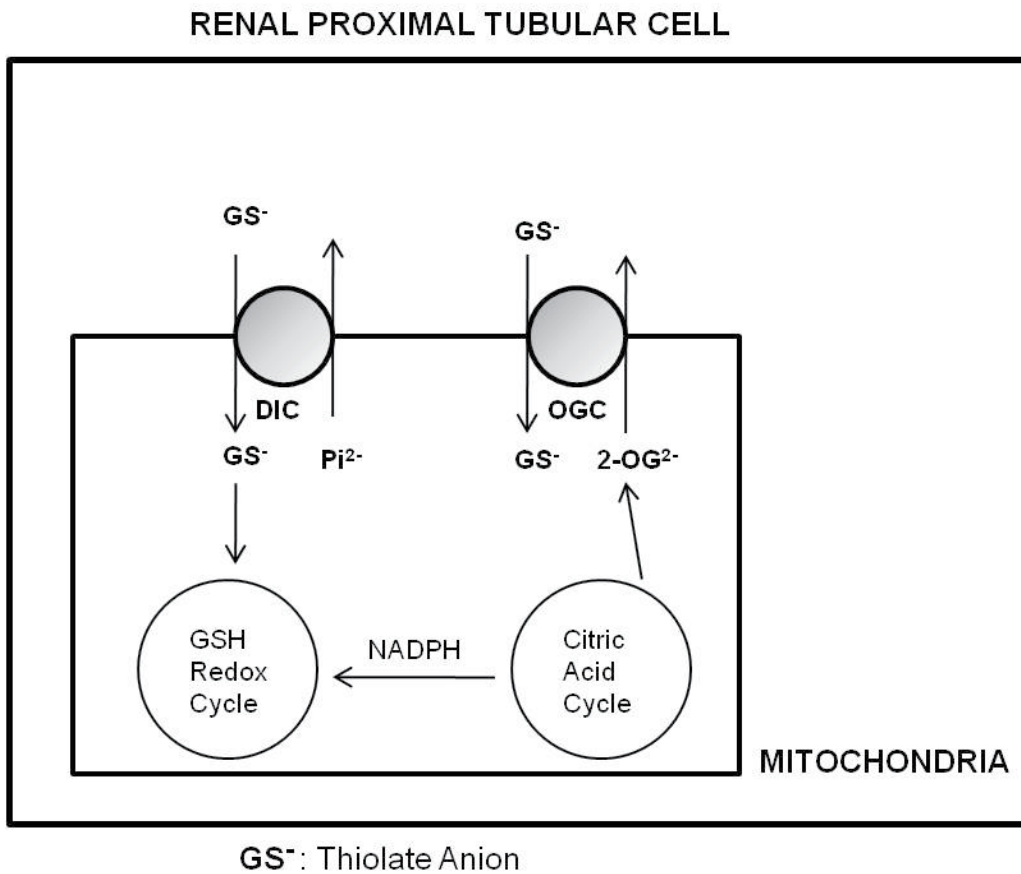 RENAL PROXIMAL TUBULAR CELL
GS⁻
GS⁻
DIC
OGC
GS⁻
Pi²⁻
GS⁻
2-OG²⁻
GSH
Redox
Cycle
NADPH
Citric
Acid
Cycle
MITOCHONDRIA
GS⁻: Thiolate Anion